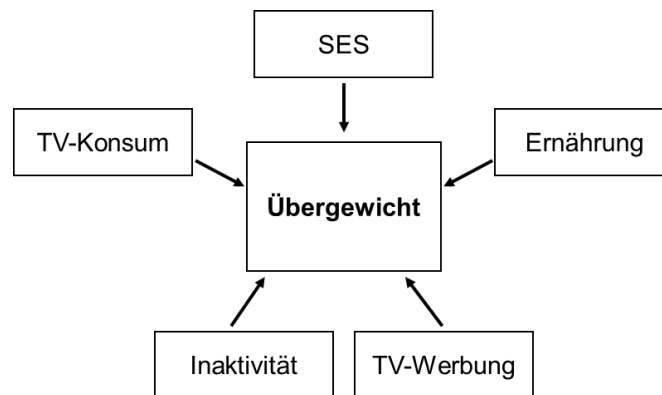 SES
TV-Konsum
Ernährung
Übergewicht
Inaktivität
TV-Werbung